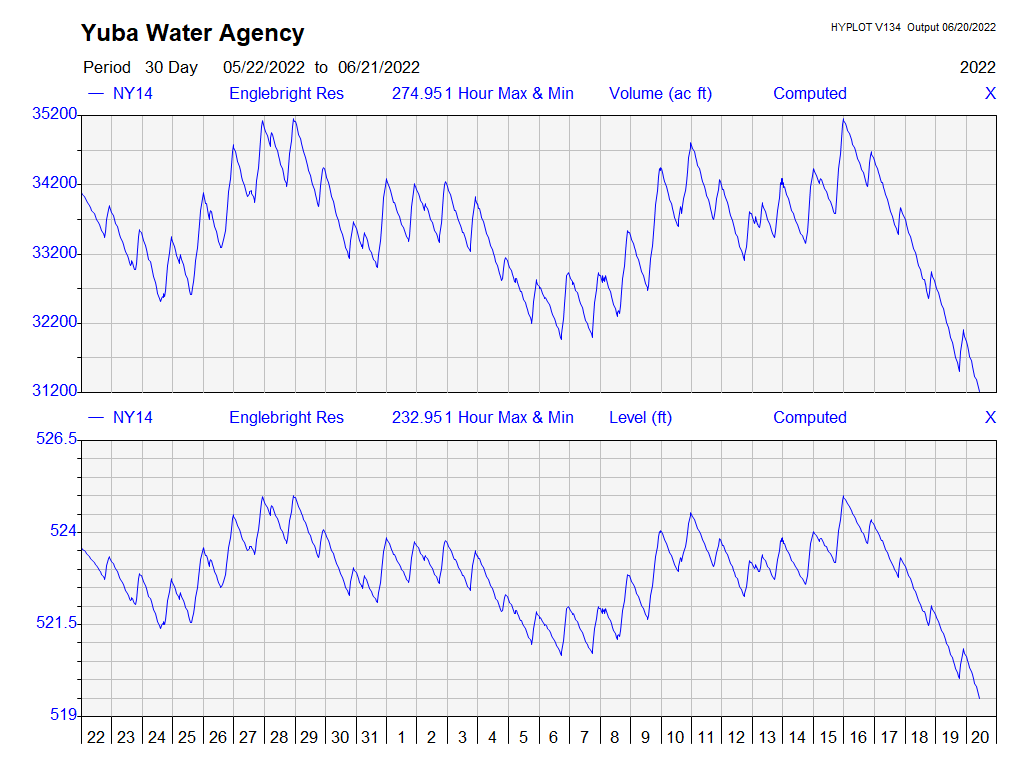 Yuba Water Agency
HYPLOT V134 Output 06/20/2022
Period 30 Day 05/22/2022 to 06/21/2022
2022
NY14 Englebright Res 274.951 Hour Max & Min Volume (ac ft) Computed X
35200
34200
33200
32200
31200
NY14 Englebright Res 232.951 Hour Max & Min Level (ft) Computed X
526.5
524
521.5
519
22 23 24 25 26 27 28 29 30 31 1 2 3 4 5 6 7 8 9 10 11 12 13 14 15 16 17 18 19 20